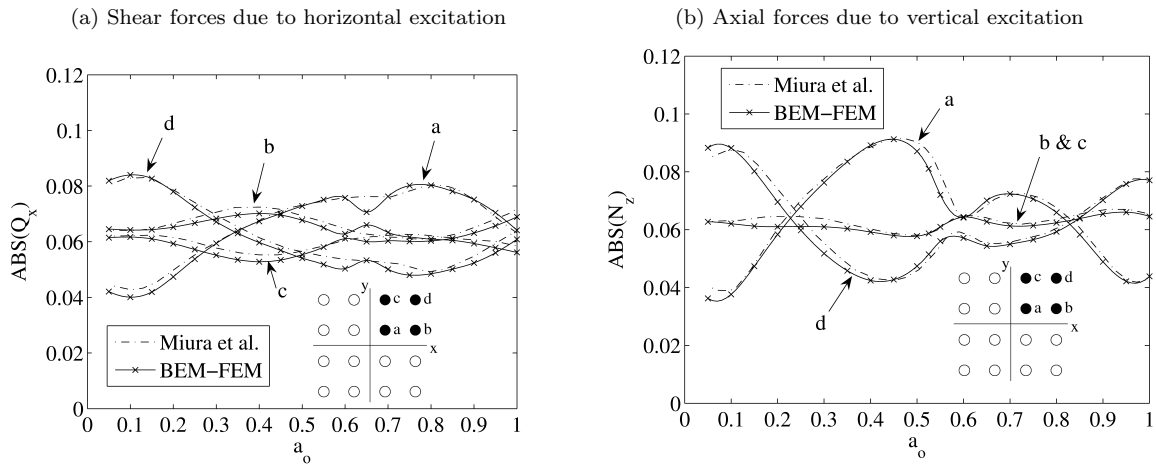 (a) Shear forces due to horizontal excitation
0.12
0.1
0.08
0.06
0.04
0.02
0
ABS(Q_x)
d
b
a
c
y
c d
a b
x
Miura et al.
BEM−FEM
0 0.1 0.2 0.3 0.4 0.5 0.6 0.7 0.8 0.9 1
a_o
(b) Axial forces due to vertical excitation
0.12
0.1
0.08
0.06
0.04
0.02
0
ABS(N_z)
Miura et al.
BEM−FEM
a
b & c
d
y
c d
a b
x
0 0.1 0.2 0.3 0.4 0.5 0.6 0.7 0.8 0.9 1
a_o